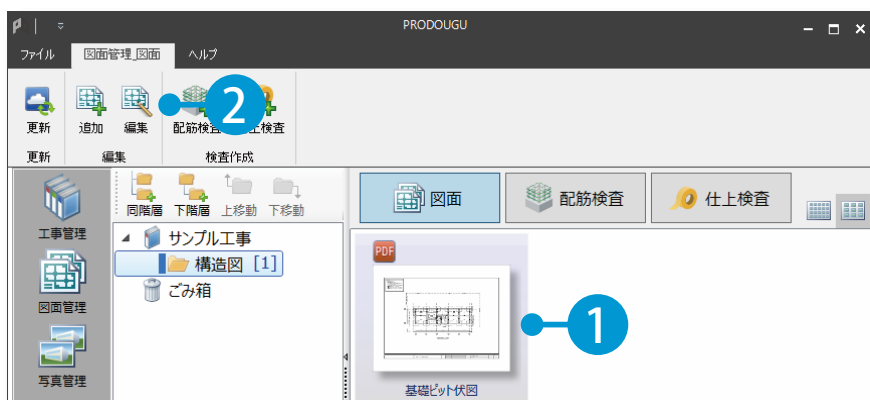 PRODOUGU
ファイル 図面管理_図面 ヘルプ
更新 追加 編集 配筋検査 上検査
2
更新 編集 検査作成
同階層 下階層 上移動 下移動
図面 配筋検査 仕上検査
工事管理
サンプル工事
構造図 [1]
ごみ箱
図面管理
写真管理
PDF
1
基礎ピット伏図